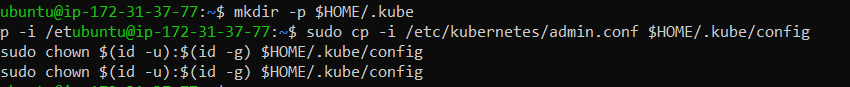 ubuntu@ip-172-31-37-77:~$ mkdir -p $HOME/.kube
p -i /etubuntu@ip-172-31-37-77:~$ sudo cp -i /etc/kubernetes/admin.conf $HOME/.kube/config
sudo chown $(id -u):$(id -g) $HOME/.kube/config
sudo chown $(id -u):$(id -g) $HOME/.kube/config